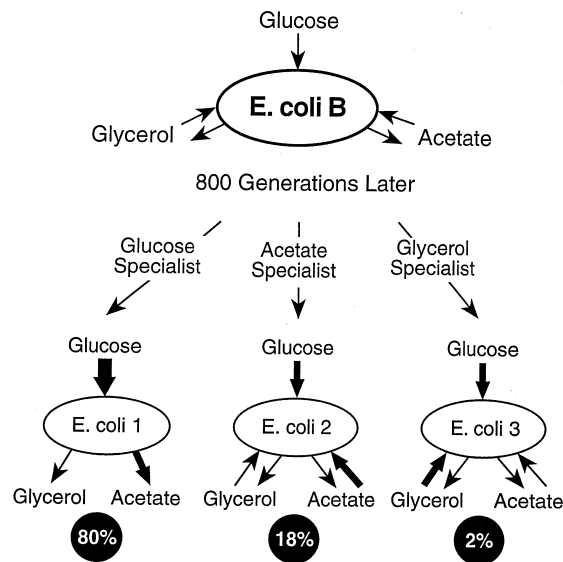 Glucose
E. coli B
Glycerol
Acetate
800 Generations Later
Glucose
Specialist
Acetate
Specialist
Glycerol
Specialist
Glucose
Glucose
Glucose
E. coli 1
E. coli 2
E. coli 3
Glycerol
Acetate
Glycerol
Acetate
Glycerol
Acetate
80%
18%
2%